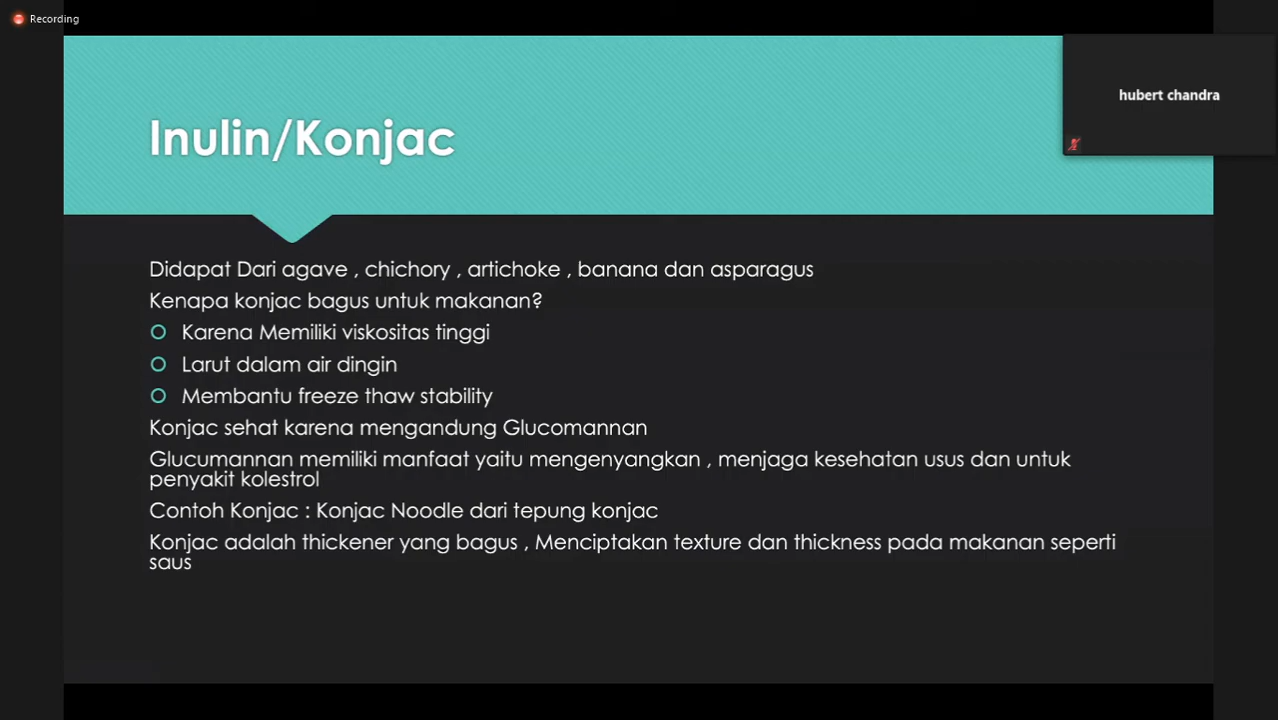 Recording
hubert chandra
Inulin/Konjac
Didapat Dari agave , chichory , artichoke , banana dan asparagus
Kenapa konjac bagus untuk makanan?
Karena Memiliki viskositas tinggi
Larut dalam air dingin
Membantu freeze thaw stability
Konjac sehat karena mengandung Glucomannan
Glucumannan memiliki manfaat yaitu mengenyangkan , menjaga kesehatan usus dan untuk
penyakit kolestrol
Contoh Konjac : Konjac Noodle dari tepung konjac
Konjac adalah thickener yang bagus , Menciptakan texture dan thickness pada makanan seperti
saus